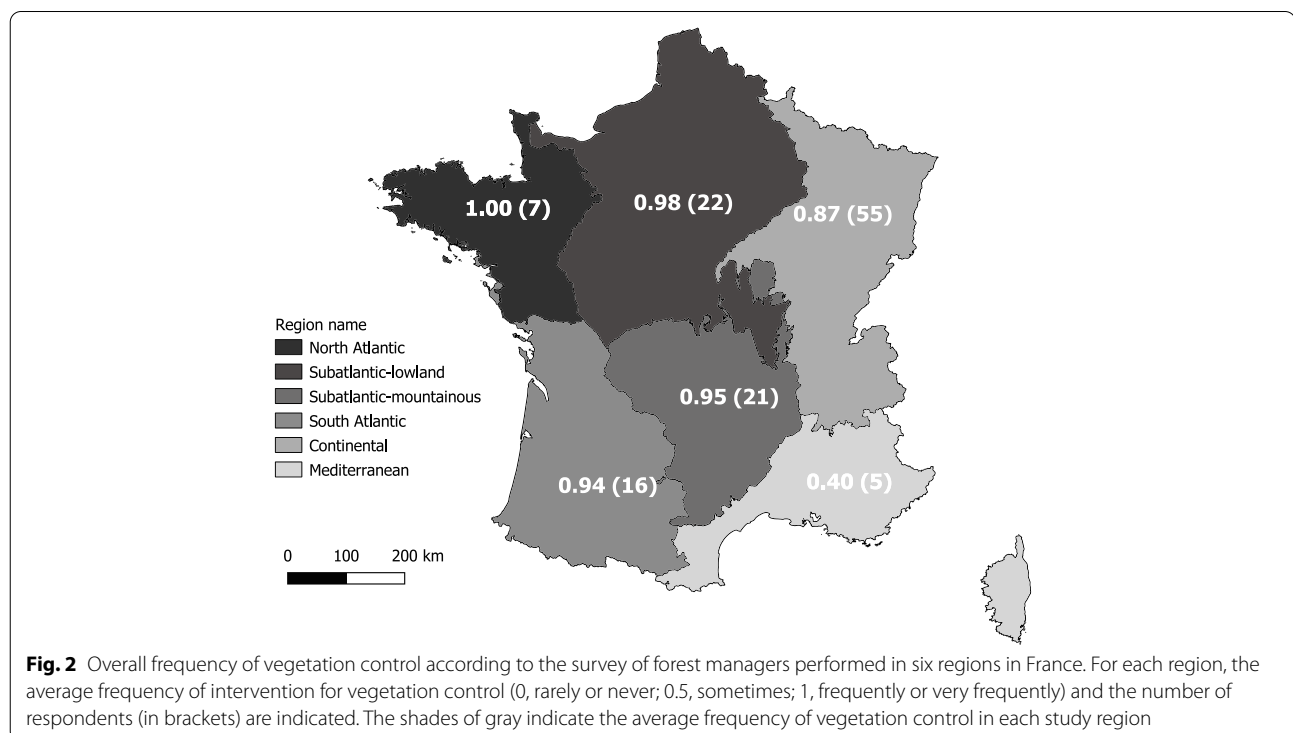 1.00 (7)
0.98 (22)
0.87 (55)
Region name
North Atlantic
Subatlantic-lowland
Subatlantic-mountainous
South Atlantic
Continental
Mediterranean
0.95 (21)
0.94 (16)
0.40 (5)
0 100 200 km
Fig. 2 Overall frequency of vegetation control according to the survey of forest managers performed in six regions in France. For each region, the
average frequency of intervention for vegetation control (0, rarely or never; 0.5, sometimes; 1, frequently or very frequently) and the number of
respondents (in brackets) are indicated. The shades of gray indicate the average frequency of vegetation control in each study region